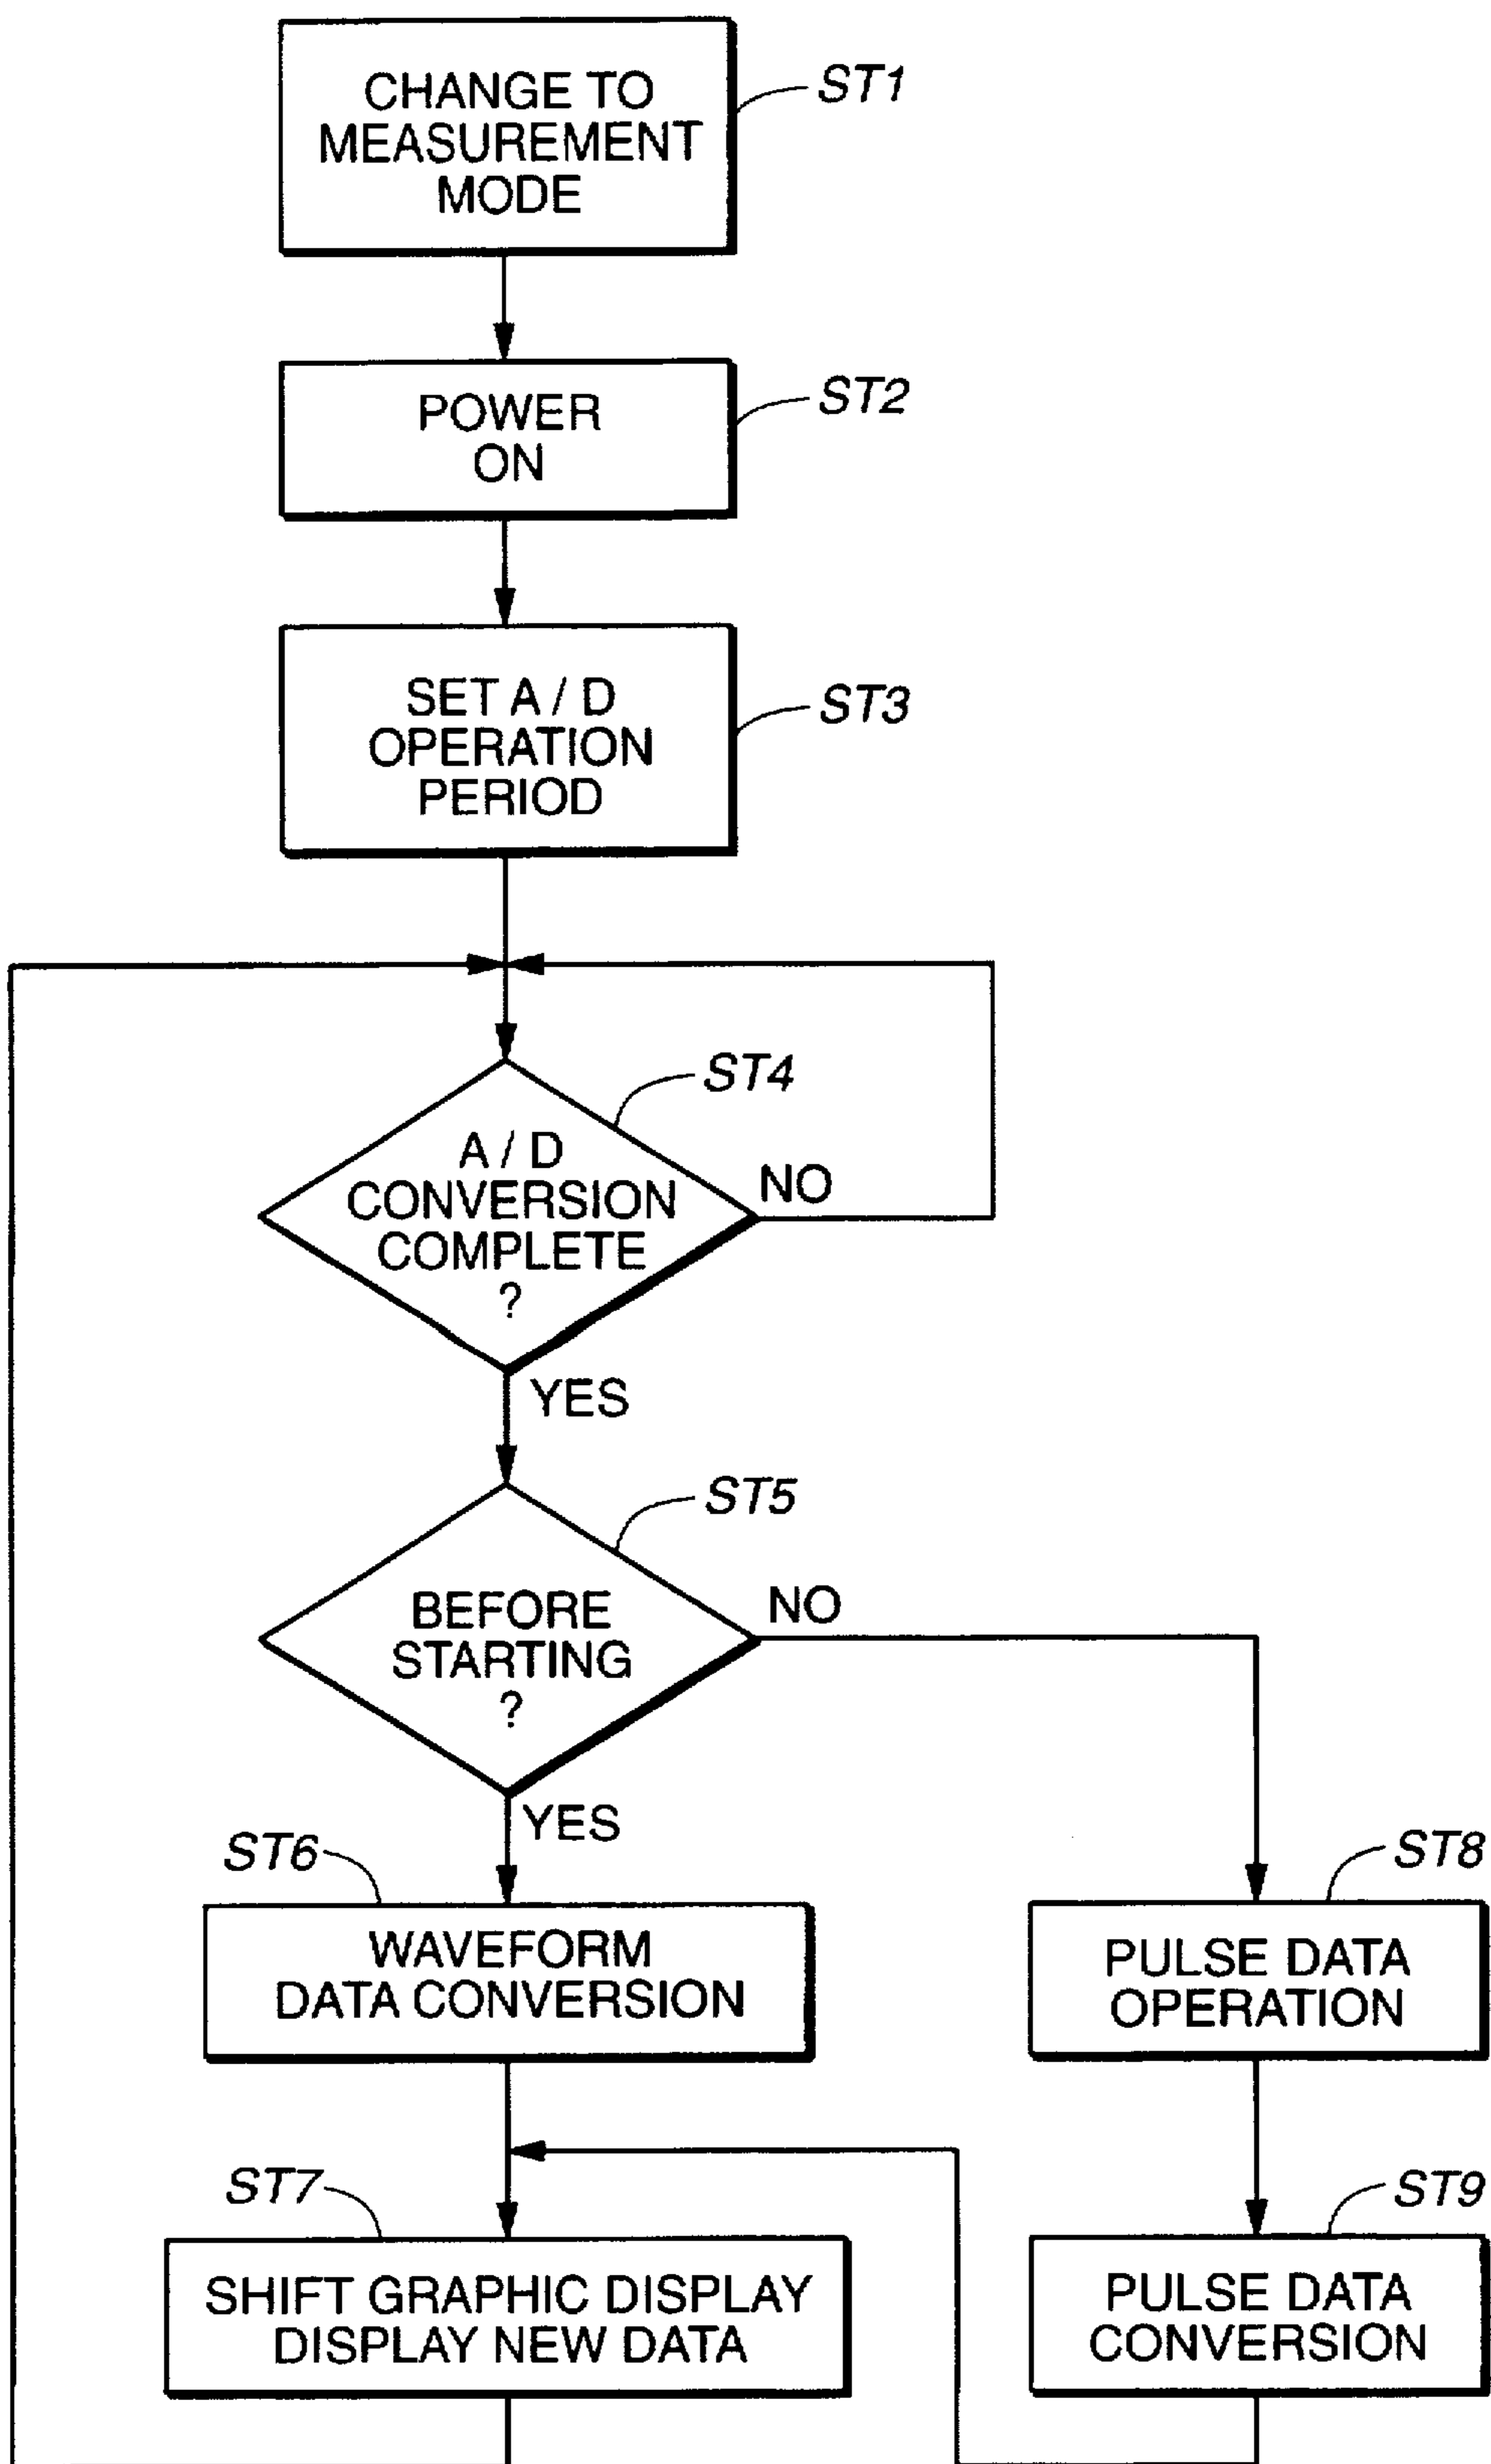 CHANGE TO
MEASUREMENT
MODE
ST1
POWER
ON
ST2
SET A / D
OPERATION
PERIOD
ST3
ST4
A / D
CONVERSION
COMPLETE
?
NO
YES
ST5
BEFORE
STARTING
?
NO
YES
ST6
WAVEFORM
DATA CONVERSION
ST8
PULSE DATA
OPERATION
ST7
SHIFT GRAPHIC DISPLAY
DISPLAY NEW DATA
ST9
PULSE DATA
CONVERSION